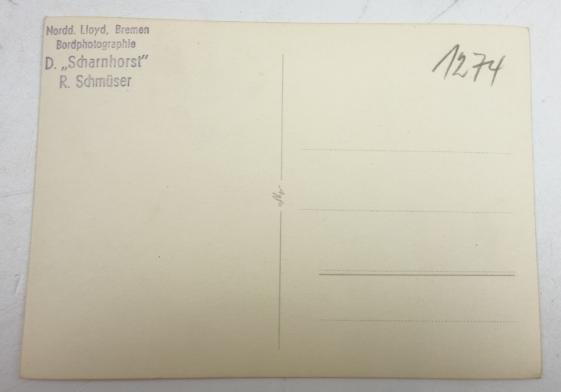 Nordd. Lloyd, Bremen
Bordphotographie
D. „Scharnhorst"
R. Schmüser
1274